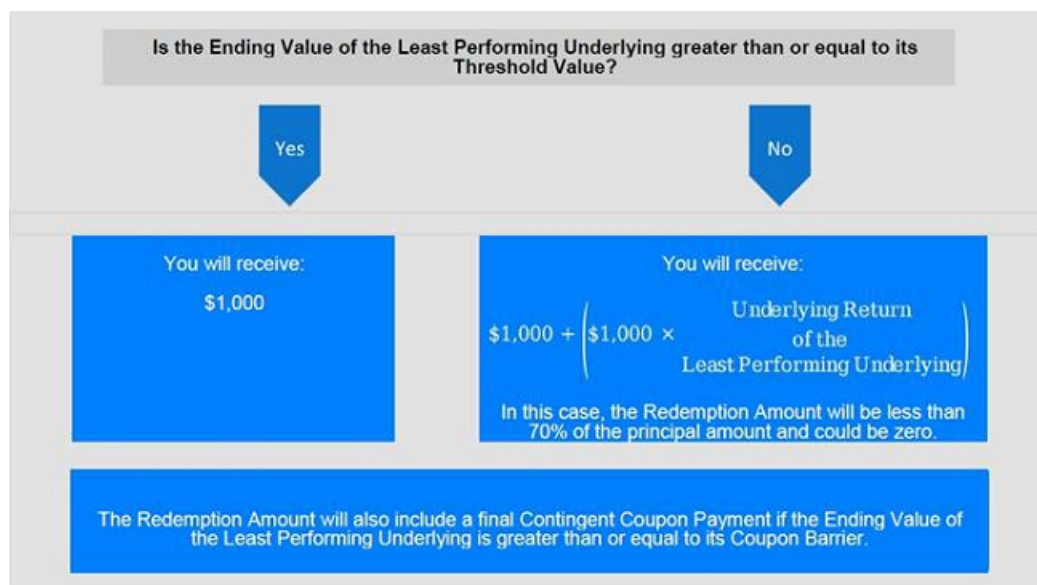 Is the Ending Value of the Least Performing Underlying greater than or equal to its
Threshold Value?
Yes
No
You will receive:
$1,000
You will receive:
$1,000 + ($1,000 × Underlying Return
of the
Least Performing Underlying)
In this case, the Redemption Amount will be less than
70% of the principal amount and could be zero.
The Redemption Amount will also include a final Contingent Coupon Payment if the Ending Value of
the Least Performing Underlying is greater than or equal to its Coupon Barrier.